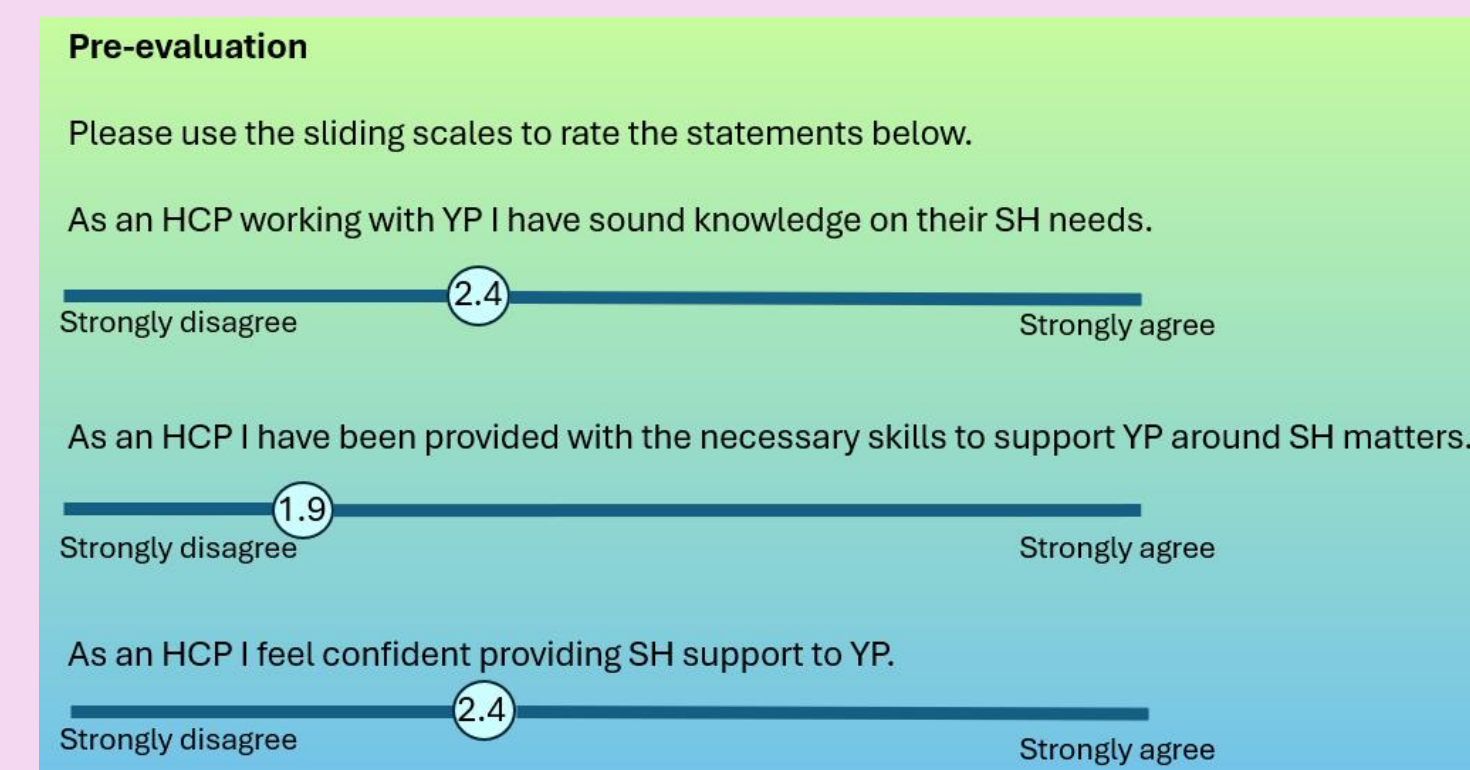 Pre-evaluation
Please use the sliding scales to rate the statements below.
As an HCP working with YP I have sound knowledge on their SH needs.
2.4
Strongly disagree
Strongly agree
As an HCP I have been provided with the necessary skills to support YP around SH matters.
1.9
Strongly disagree
Strongly agree
As an HCP I feel confident providing SH support to YP.
2.4
Strongly disagree
Strongly agree